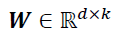 𝑾 ∈ ℝ^{d×k}